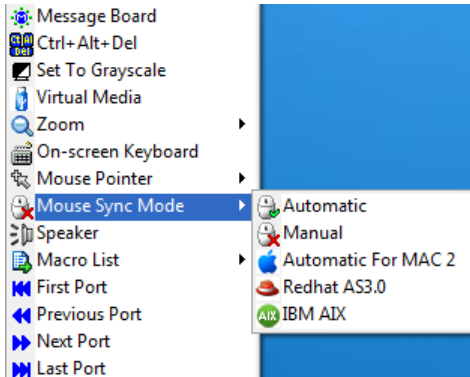 Message Board
Ctrl+Alt+Del
Set To Grayscale
Virtual Media
Zoom
On-screen Keyboard
Mouse Pointer
Mouse Sync Mode
Automatic
Speaker
Manual
Macro List
Automatic For MAC 2
First Port
Redhat AS3.0
Previous Port
AIX IBM AIX
Next Port
Last Port